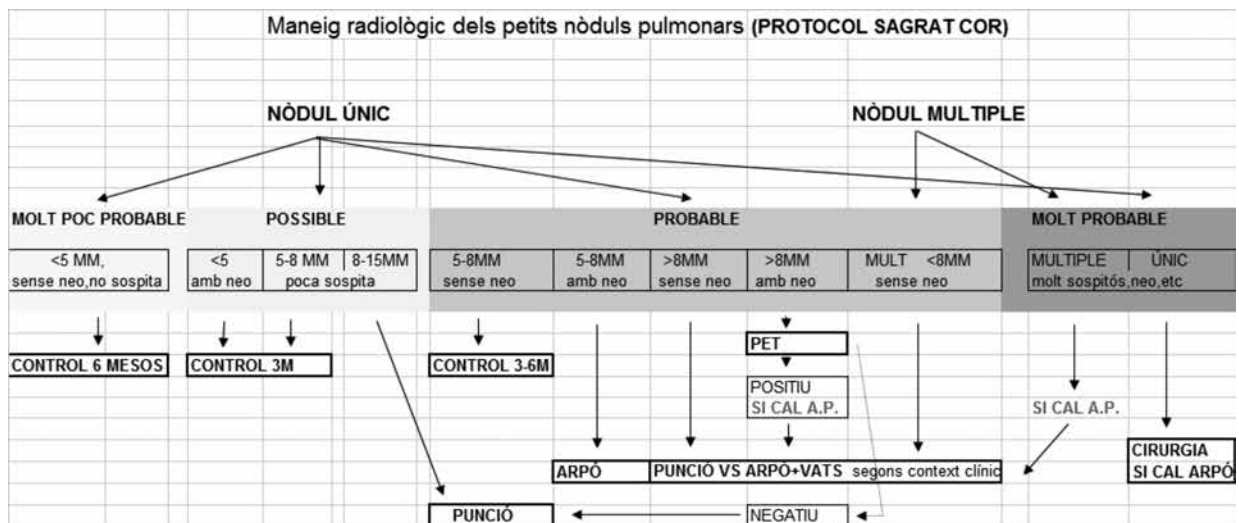 Maneig radiològic dels petits nòduls pulmonars (PROTOCOL SAGRAT COR)
NÒDUL ÚNIC
NÒDUL MULTIPLE
MOLT POC PROBABLE
POSSIBLE
PROBABLE
MOLT PROBABLE
<5 MM,
sense neo,no sospita
<5
amb neo
5-8 MM
8-15MM
poca sospita
5-8MM
sense neo
5-8MM
amb neo
>8MM
sense neo
>8MM
amb neo
MULT <8MM
sense neo
MULTIPLE
ÚNIC
molt sospitós,neo,etc
CONTROL 6 MESOS
CONTROL 3M
CONTROL 3-6M
PET
POSITIU
SI CAL A.P.
SI CAL A.P.
CIRURGIA
SI CAL ARPÓ
ARPÓ
PUNCIÓ VS ARPÓ+VATS segons context clínic
PUNCIÓ
NEGATIU